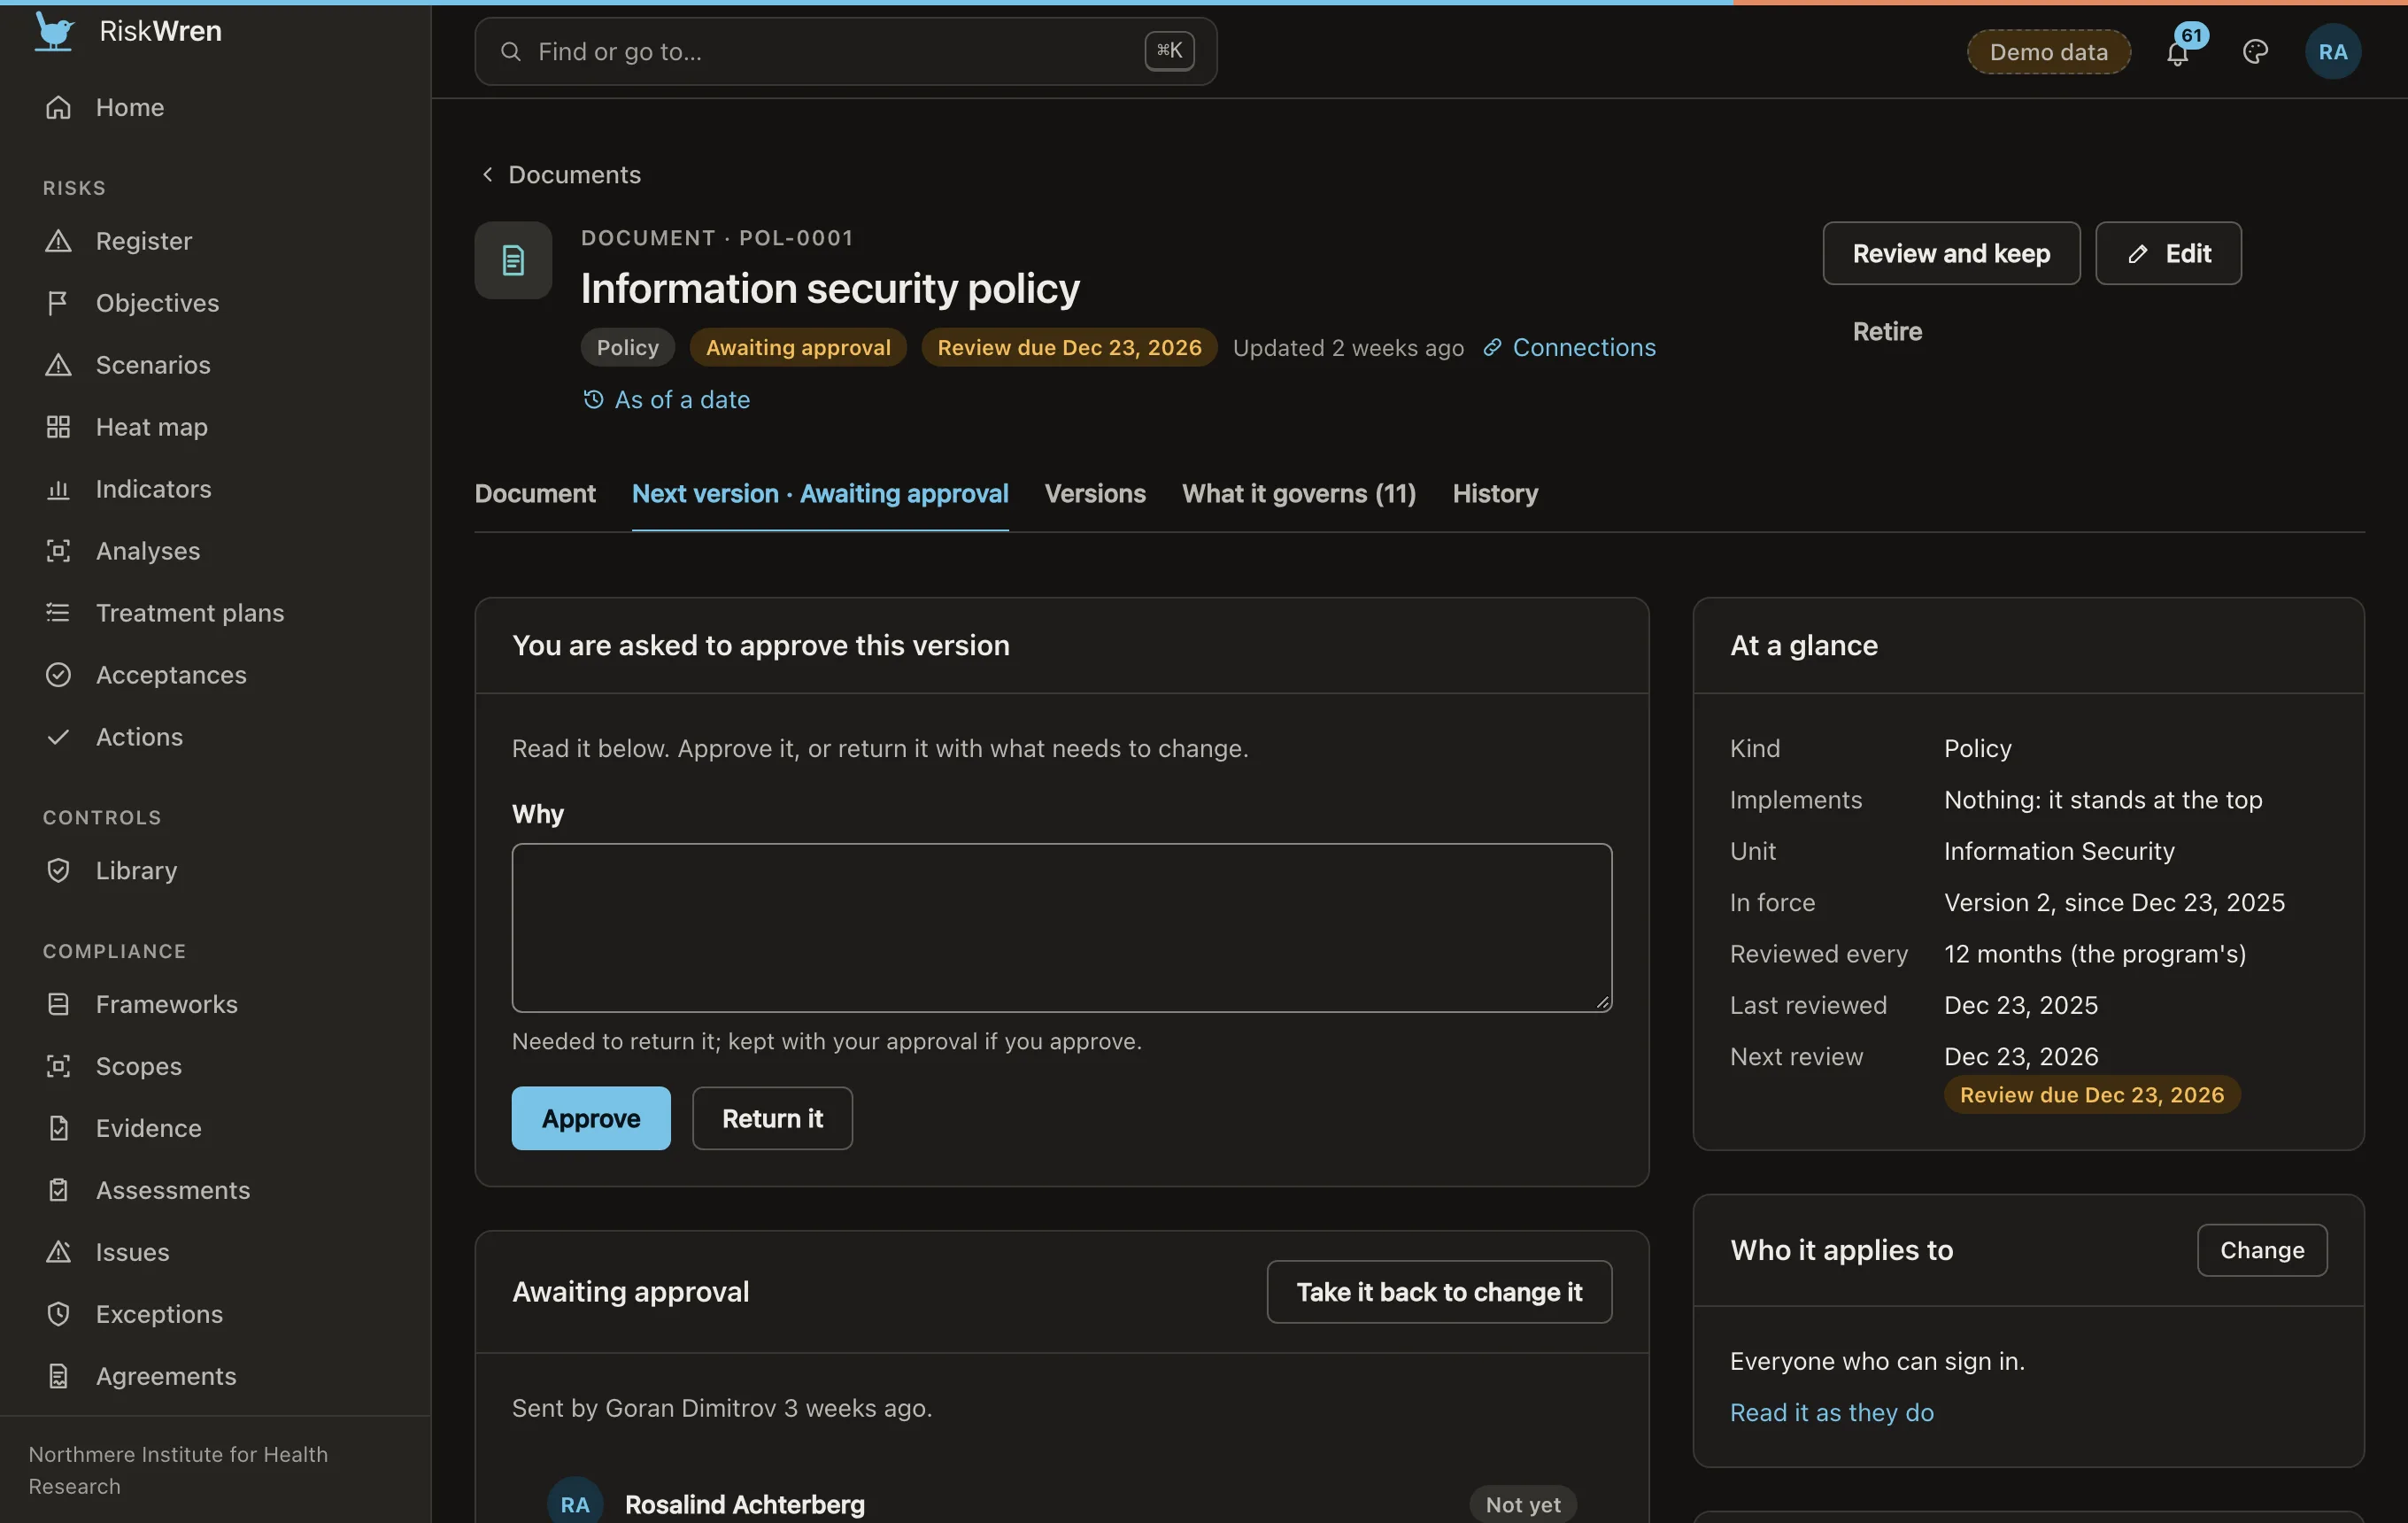 RiskWren
Find or go to...
⌘K
Demo data
61
RA
Home
RISKS
Register
Objectives
Scenarios
Heat map
Indicators
Analyses
Treatment plans
Acceptances
Actions
CONTROLS
Library
COMPLIANCE
Frameworks
Scopes
Evidence
Assessments
Issues
Exceptions
Agreements
Northmere Institute for Health
Research
Documents
DOCUMENT · POL-0001
Information security policy
Policy
Awaiting approval
Review due Dec 23, 2026
Updated 2 weeks ago
Connections
As of a date
Review and keep
Edit
Retire
Document
Next version · Awaiting approval
Versions
What it governs (11)
History
You are asked to approve this version
Read it below. Approve it, or return it with what needs to change.
Why
Needed to return it; kept with your approval if you approve.
Approve
Return it
Awaiting approval
Take it back to change it
Sent by Goran Dimitrov 3 weeks ago.
RA
Rosalind Achterberg
Not yet
At a glance
Kind Policy
Implements Nothing: it stands at the top
Unit Information Security
In force Version 2, since Dec 23, 2025
Reviewed every 12 months (the program's)
Last reviewed Dec 23, 2025
Next review Dec 23, 2026
Review due Dec 23, 2026
Who it applies to
Change
Everyone who can sign in.
Read it as they do